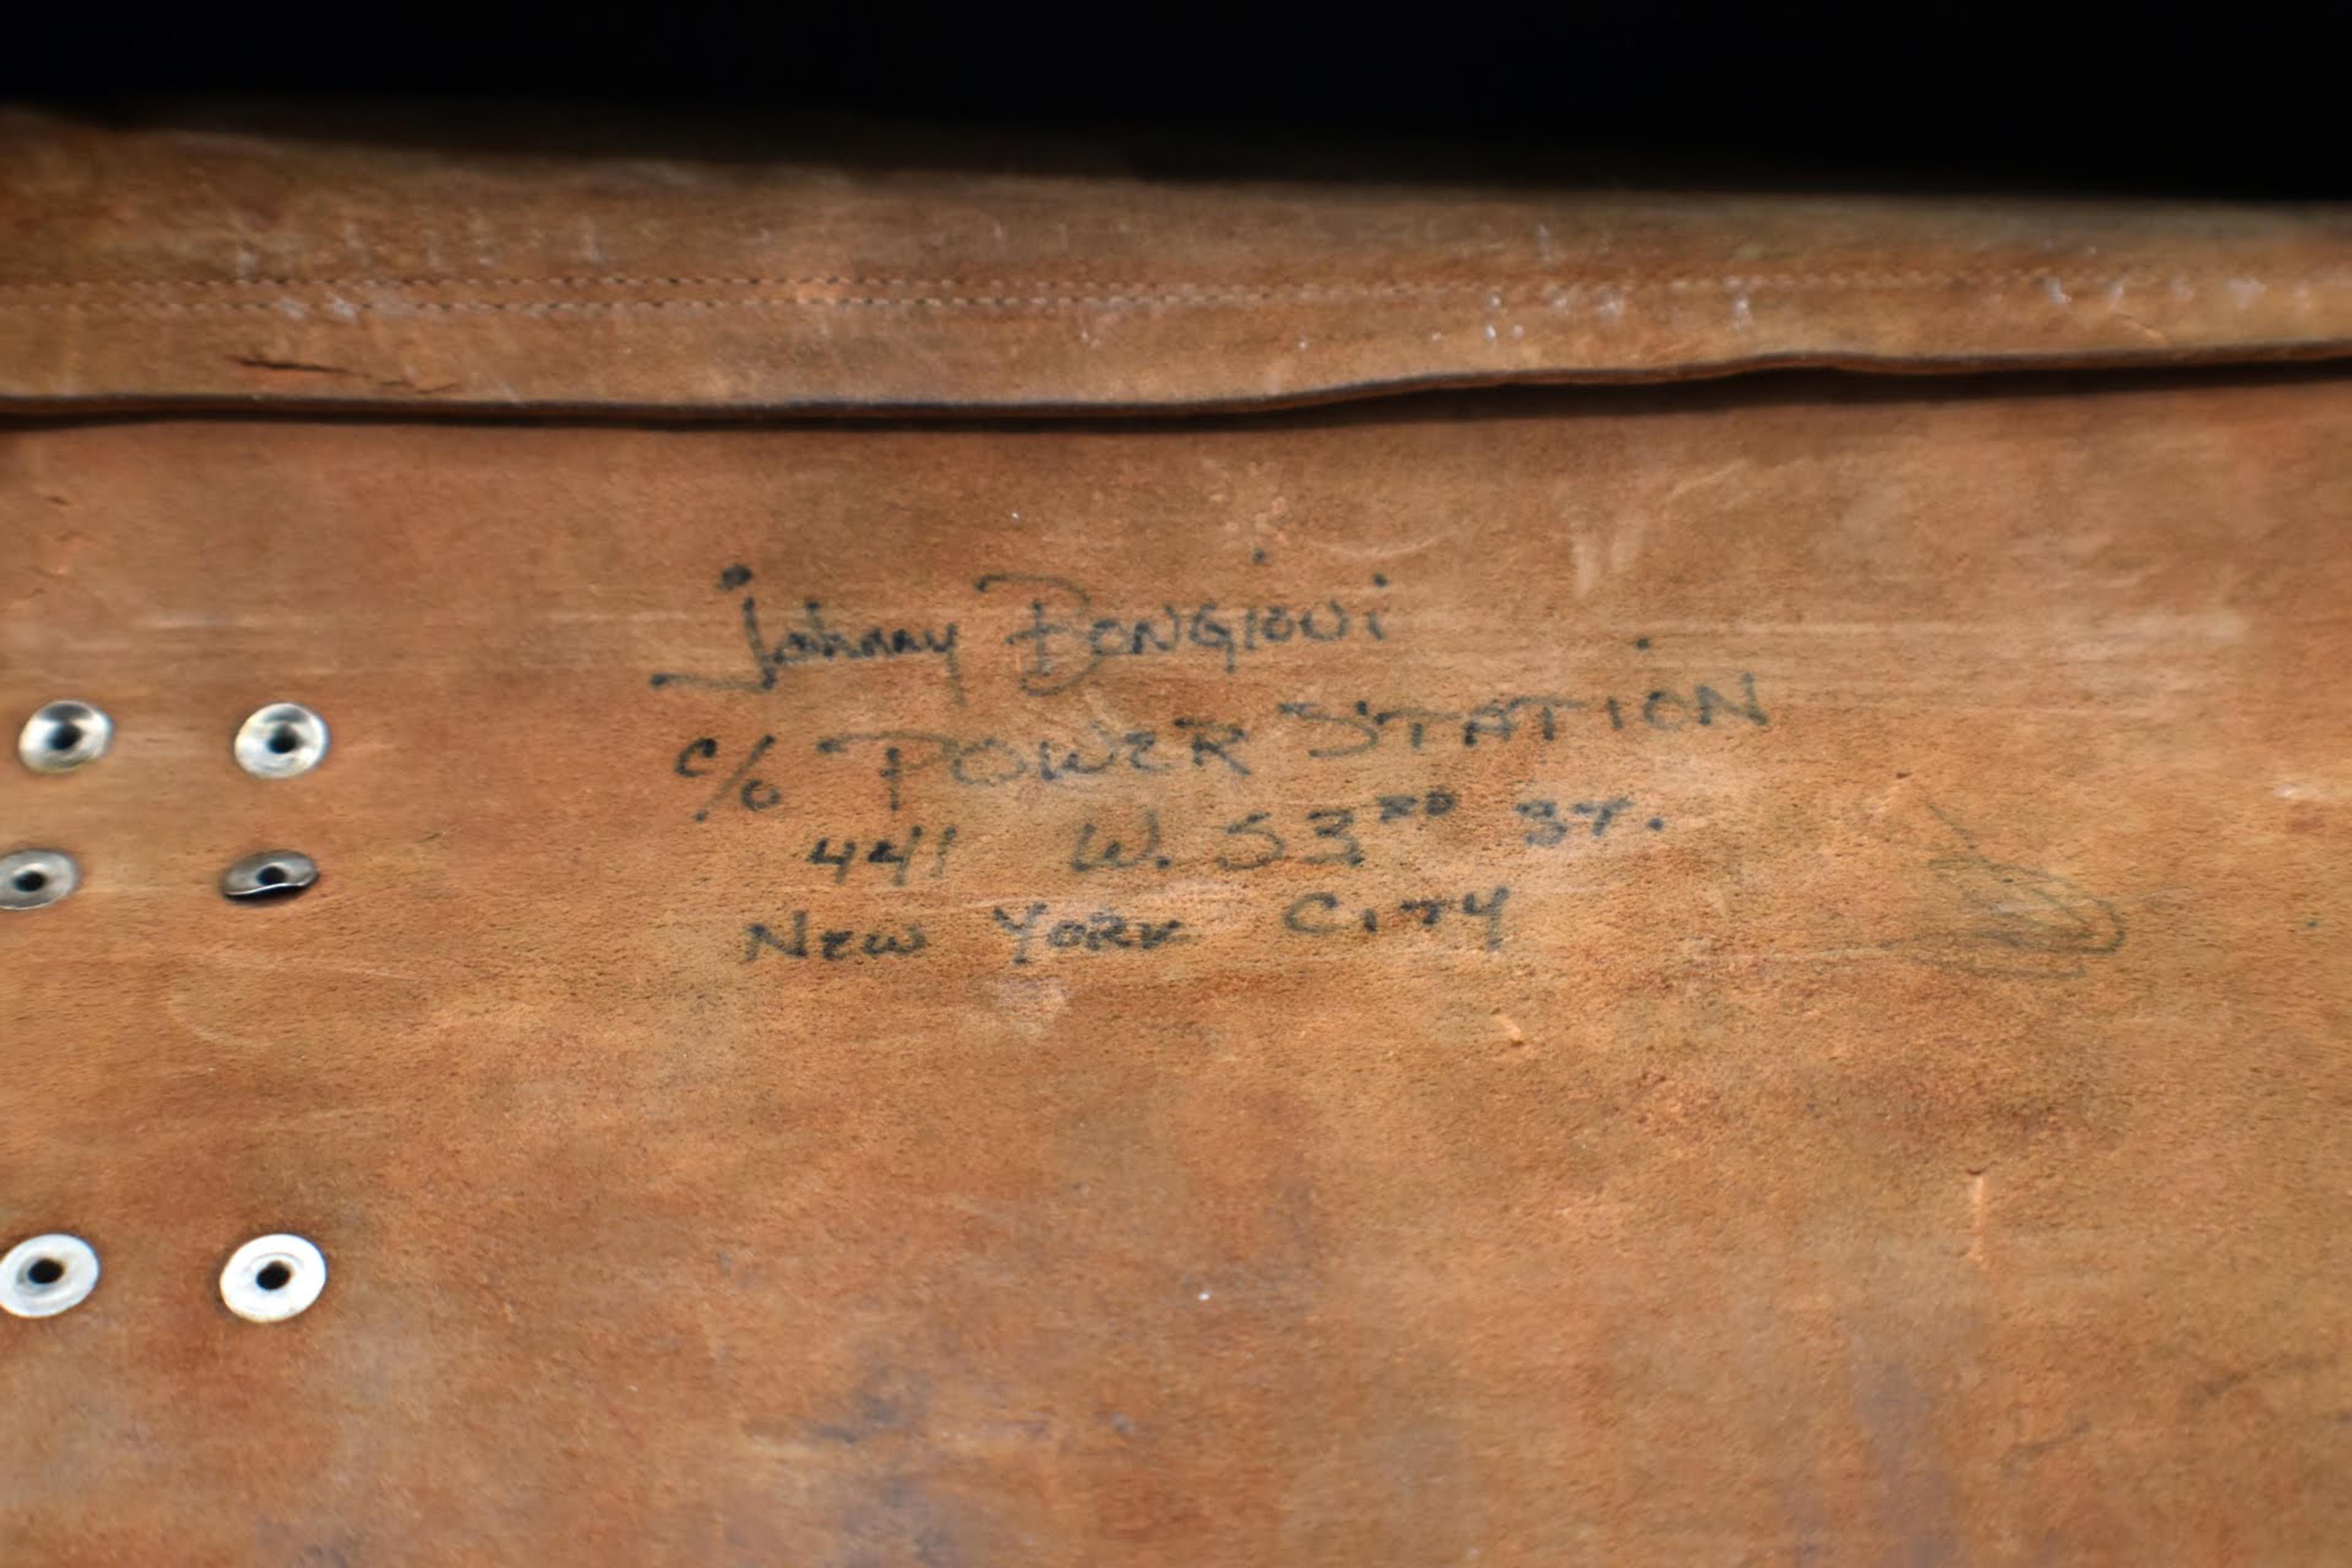 Johnny BONGIOVi
c/o POWER STATION
441 W. 53RD ST.
NEW YORK CITY